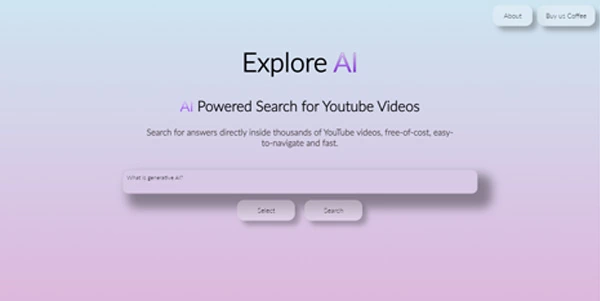 About
Buy us Coffee
Explore AI
AI Powered Search for Youtube Videos
Search for answers directly inside thousands of YouTube videos, free-of-cost, easy-
to-navigate and fast.
What is generative AI?
Select
Search